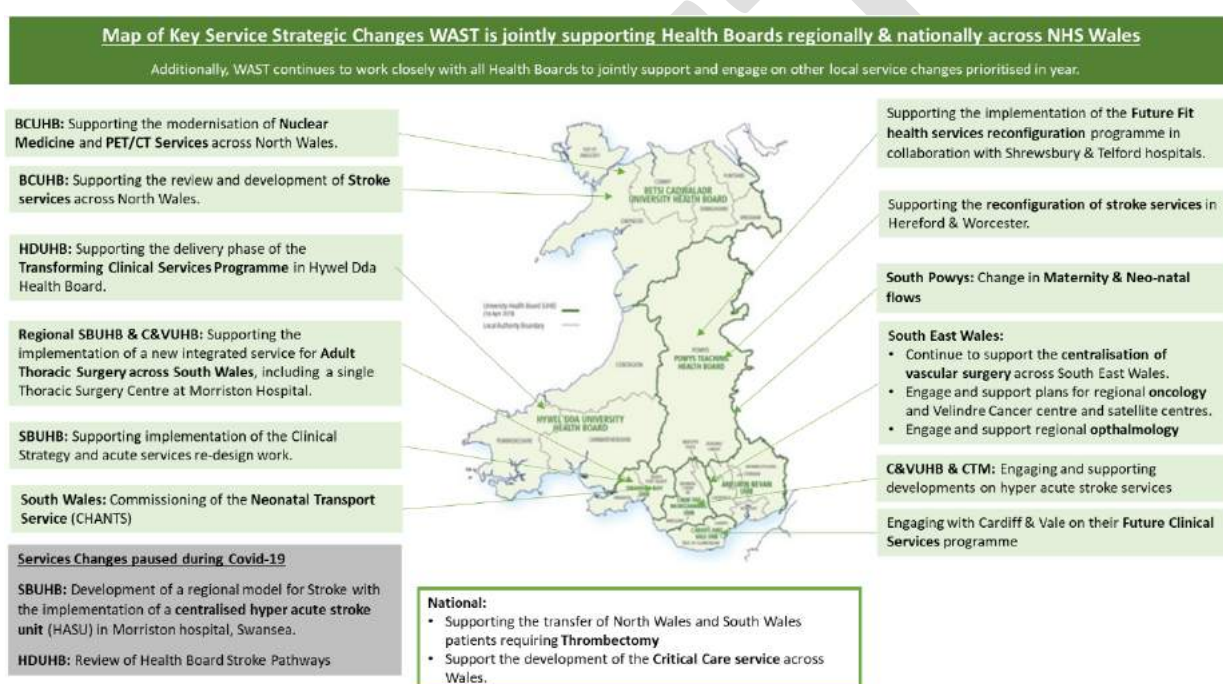 Map of Key Service Strategic Changes WAST is jointly supporting Health Boards regionally & nationally across NHS Wales
Additionally, WAST continues to work closely with all Health Boards to jointly support and engage on other local service changes prioritised in year.
BCUHB: Supporting the modernisation of Nuclear
Medicine and PET/CT Services across North Wales.
BCUHB: Supporting the review and development of Stroke
services across North Wales.
HDUHB: Supporting the delivery phase of the
Transforming Clinical Services Programme in Hywel Dda
Health Board.
Regional SBUHB & C&VUHB: Supporting the
implementation of a new integrated service for Adult
Thoracic Surgery across South Wales, including a single
Thoracic Surgery Centre at Morriston Hospital.
SBUHB: Supporting implementation of the Clinical
Strategy and acute services re-design work.
South Wales: Commissioning of the Neonatal Transport
Service (CHANTS)
Services Changes paused during Covid-19
SBUHB: Development of a regional model for Stroke with
the implementation of a centralised hyper acute stroke
unit (HASU) in Morriston hospital, Swansea.
HDUHB: Review of Health Board Stroke Pathways
BETSI CADWALADR
UNIVERSITY HEALTH BOARD
University Health Board (UHB)
Local Authority Boundary
POWYS
POWYS TEACHING
HEALTH BOARD
HYWEL DDA UNIVERSITY
HEALTH BOARD
National:
• Supporting the transfer of North Wales and South Wales
patients requiring Thrombectomy
• Support the development of the Critical Care service across
Wales.
Supporting the implementation of the Future Fit
health services reconfiguration programme in
collaboration with Shrewsbury & Telford hospitals.
Supporting the reconfiguration of stroke services in
Hereford & Worcester.
South Powys: Change in Maternity & Neo-natal
flows
South East Wales:
• Continue to support the centralisation of
vascular surgery across South East Wales.
• Engage and support plans for regional oncology
and Velindre Cancer centre and satellite centres.
• Engage and support regional opthalmology
C&VUHB & CTM: Engaging and supporting
developments on hyper acute stroke services
Engaging with Cardiff & Vale on their Future Clinical
Services programme